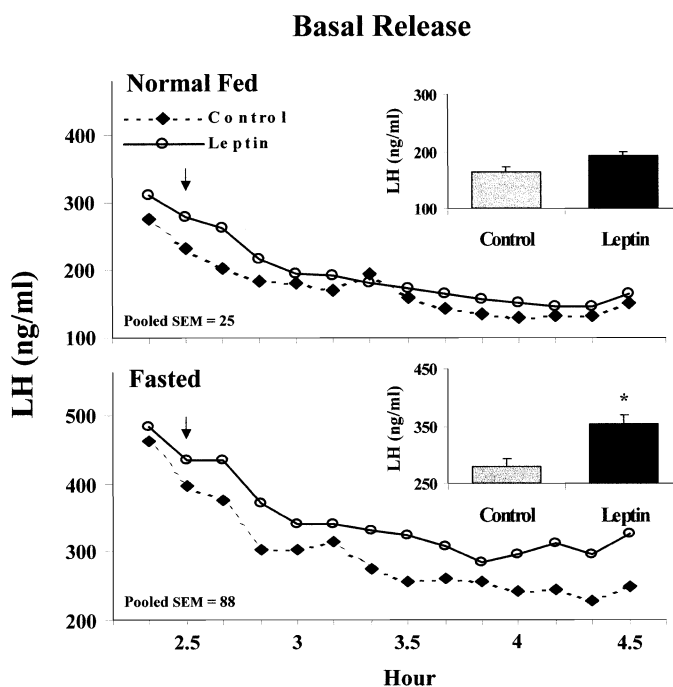 Basal Release
Normal Fed
Control
Leptin
400
300
200
100
Pooled SEM = 25
LH (ng/ml)
300
200
100
Control
Leptin
LH (ng/ml)
Fasted
500
400
300
200
Pooled SEM = 88
LH (ng/ml)
450
350
250
*
Control
Leptin
2.5
3
3.5
4
4.5
Hour